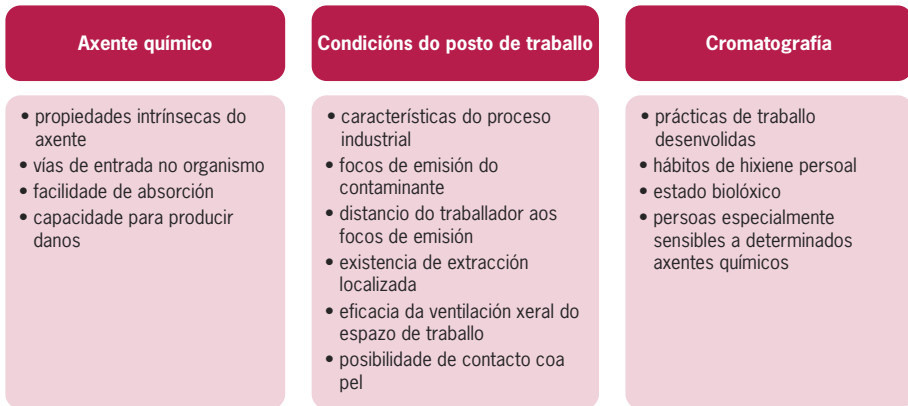 Axente químico
• propiedades intrínsecas do
axente
• vías de entrada no organismo
• facilidade de absorción
• capacidade para producir
danos
Condicións do posto de traballo
• características do proceso
industrial
• focos de emisión do
contaminante
• distancio do traballador aos
focos de emisión
• existencia de extracción
localizada
• eficacia da ventilación xeral do
espazo de traballo
• posibilidade de contacto coa
pel
Cromatografía
• prácticas de traballo
desenvolidas
• hábitos de hixiene persoal
• estado biolóxico
• persoas especialmente
sensibles a determinados
axentes químicos